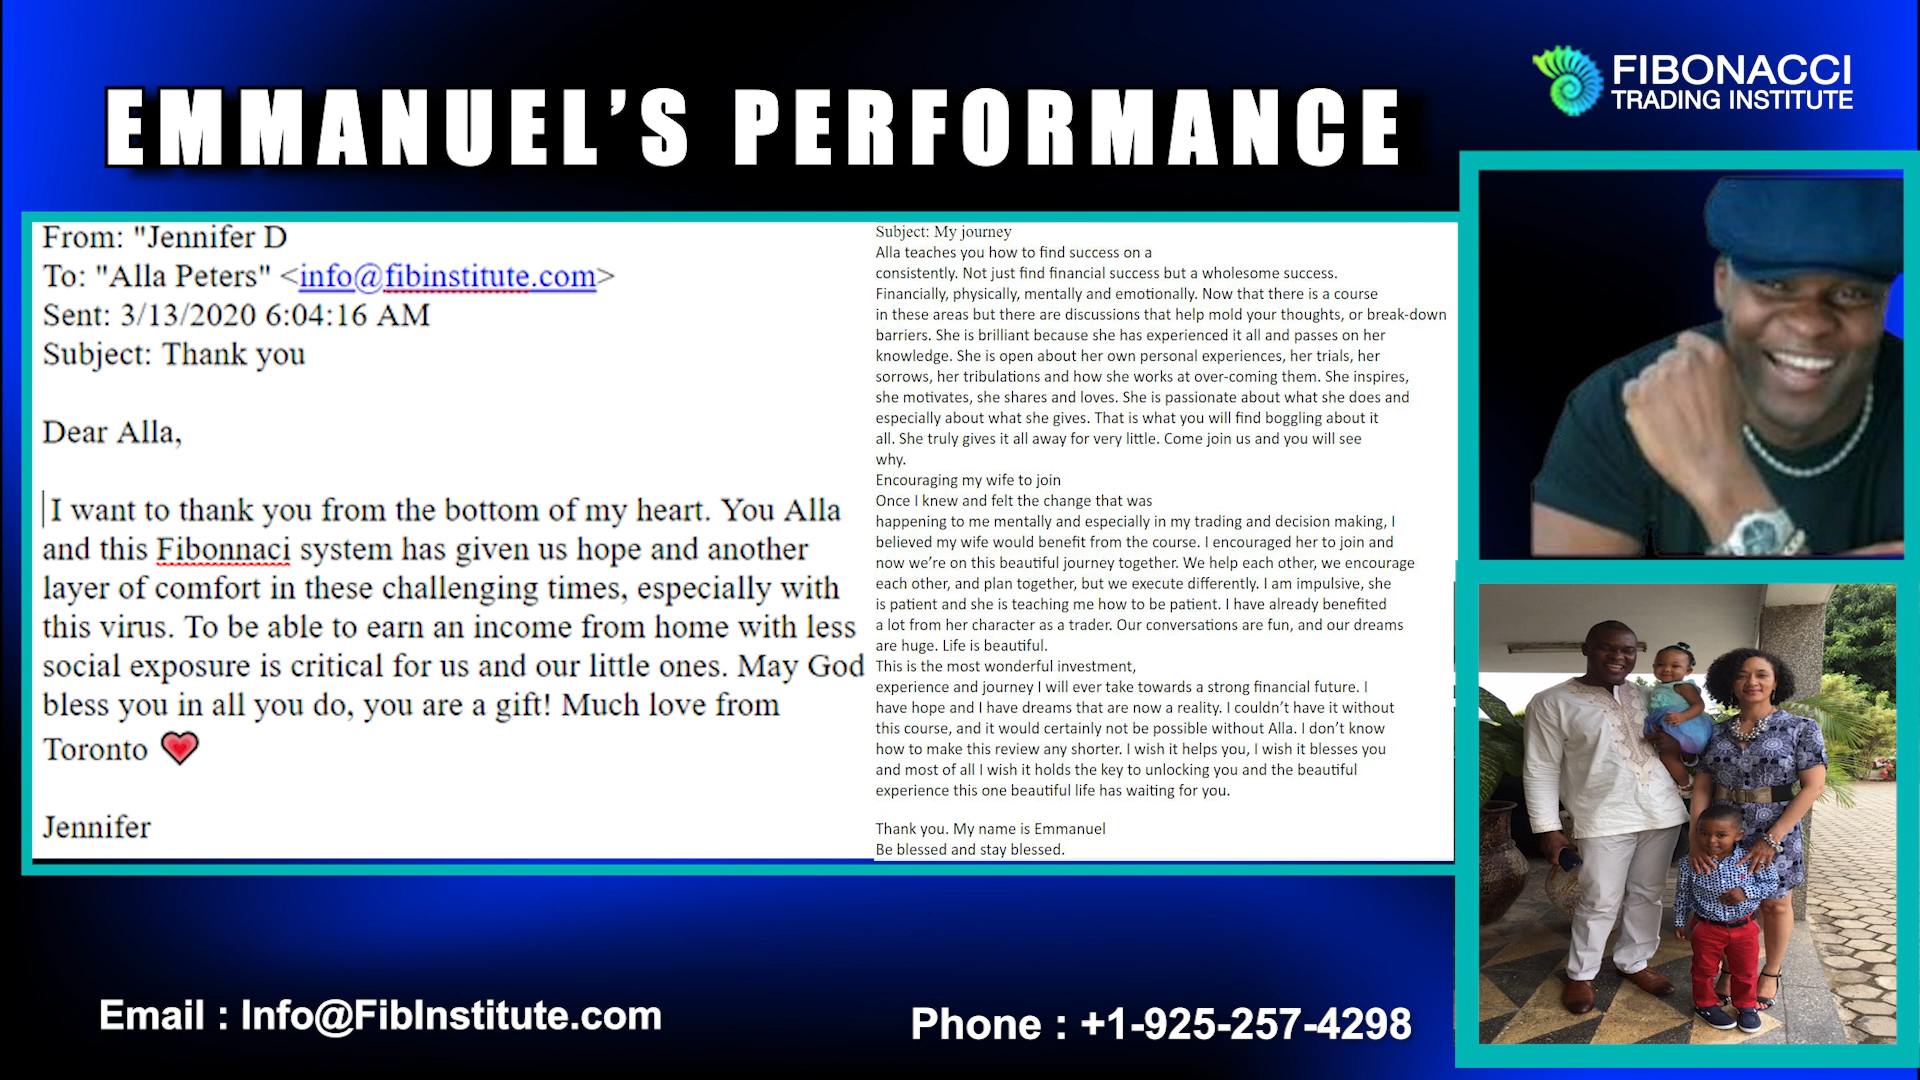 EMMANUEL'S PERFORMANCE
FIBONACCI
TRADING INSTITUTE
From: "Jennifer D
To: "Alla Peters" <info@fibinstitute.com>
Sent: 3/13/2020 6:04:16 AM
Subject: Thank you
Dear Alla,
I want to thank you from the bottom of my heart. You Alla
and this Fibonnaci system has given us hope and another
layer of comfort in these challenging times, especially with
this virus. To be able to earn an income from home with less
social exposure is critical for us and our little ones. May God
bless you in all you do, you are a gift! Much love from
Toronto ❤
Jennifer
Subject: My journey
Alla teaches you how to find success on a
consistently. Not just find financial success but a wholesome success.
Financially, physically, mentally and emotionally. Now that there is a course
in these areas but there are discussions that help mold your thoughts, or break-down
barriers. She is brilliant because she has experienced it all and passes on her
knowledge. She is open about her own personal experiences, her trials, her
sorrows, her tribulations and how she works at over-coming them. She inspires,
she motivates, she shares and loves. She is passionate about what she does and
especially about what she gives. That is what you will find boggling about it
all. She truly gives it all away for very little. Come join us and you will see
why.
Encouraging my wife to join
Once I knew and felt the change that was
happening to me mentally and especially in my trading and decision making, I
believed my wife would benefit from the course. I encouraged her to join and
now we're on this beautiful journey together. We help each other, we encourage
each other, and plan together, but we execute differently. I am impulsive, she
is patient and she is teaching me how to be patient. I have already benefited
a lot from her character as a trader. Our conversations are fun, and our dreams
are huge. Life is beautiful.
This is the most wonderful investment,
experience and journey I will ever take towards a strong financial future. I
have hope and I have dreams that are now a reality. I couldn't have it without
this course, and it would certainly not be possible without Alla. I don't know
how to make this review any shorter. I wish it helps you, I wish it blesses you
and most of all I wish it holds the key to unlocking you and the beautiful
experience this one beautiful life has waiting for you.
Thank you. My name is Emmanuel
Be blessed and stay blessed.
Email : Info@FibInstitute.com
Phone : +1-925-257-4298